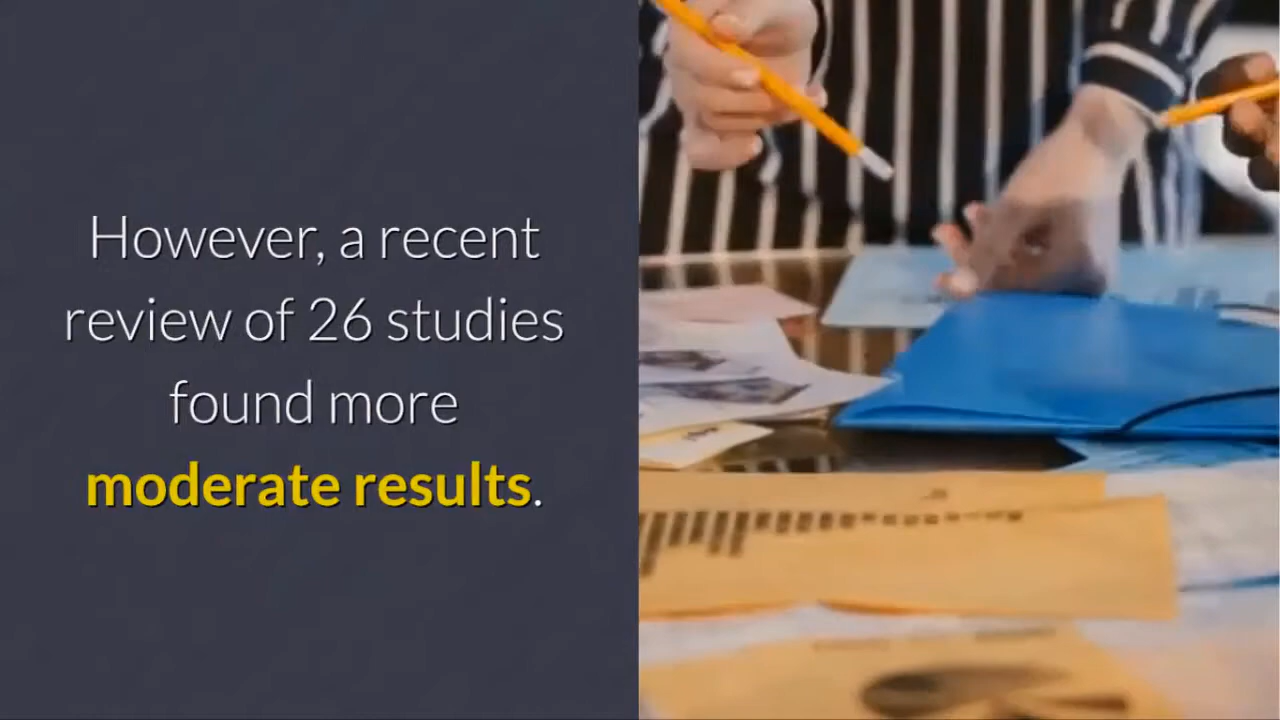 However, a recent
review of 26 studies
found more
moderate results.